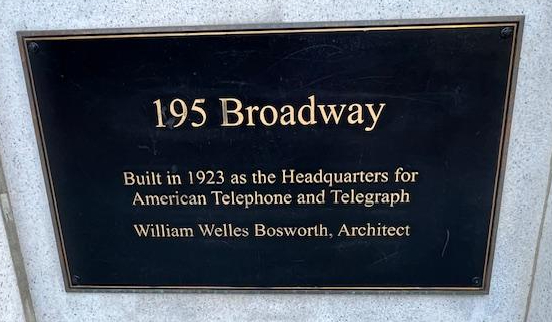 195 Broadway
Built in 1923 as the Headquarters for
American Telephone and Telegraph
William Welles Bosworth, Architect